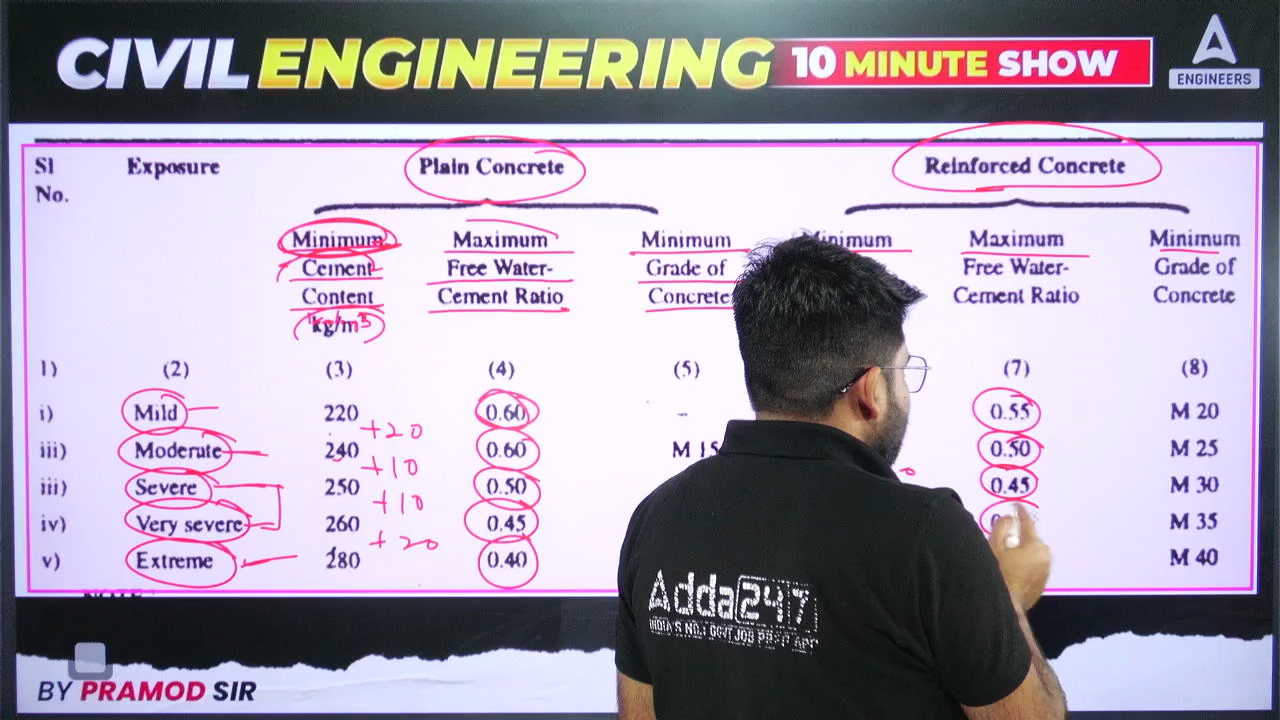 CIVIL ENGINEERING 10 MINUTE SHOW
ENGINEERS
Sl Exposure Plain Concrete Reinforced Concrete
No.
Minimum Maximum Minimum Minimum Maximum Minimum
Cement Free Water- Grade of Free Water- Grade of
Content Cement Ratio Concrete Cement Ratio Concrete
kg/m³
1) (2) (3) (4) (5) (7) (8)
i) Mild 220 0.60 – 0.55 M 20
+20
iii) Moderate 240 0.60 M 15 0.50 M 25
+10
iii) Severe 250 0.50 0.45 M 30
+10
iv) Very severe 260 0.45 M 35
+20
v) Extreme 280 0.40 M 40
Adda247
BY PRAMOD SIR